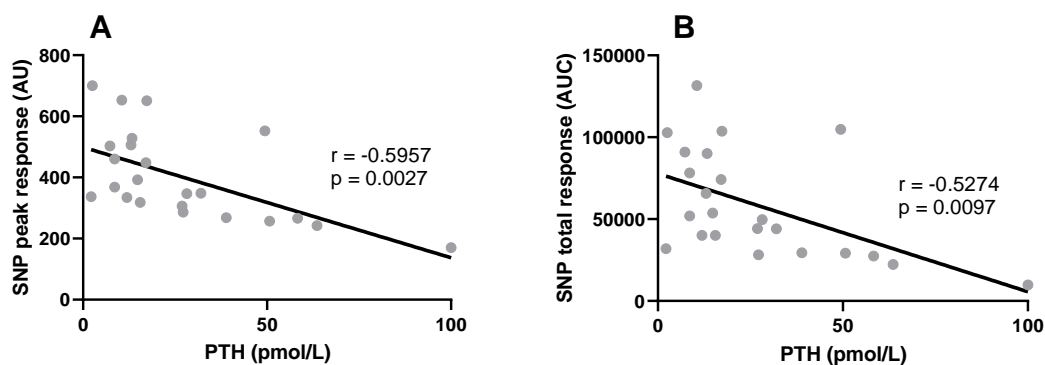 A
SNP peak response (AU)
800
600
400
200
0
0
50
100
PTH (pmol/L)
r = -0.5957
p = 0.0027
B
SNP total response (AUC)
150000
100000
50000
0
0
50
100
PTH (pmol/L)
r = -0.5274
p = 0.0097